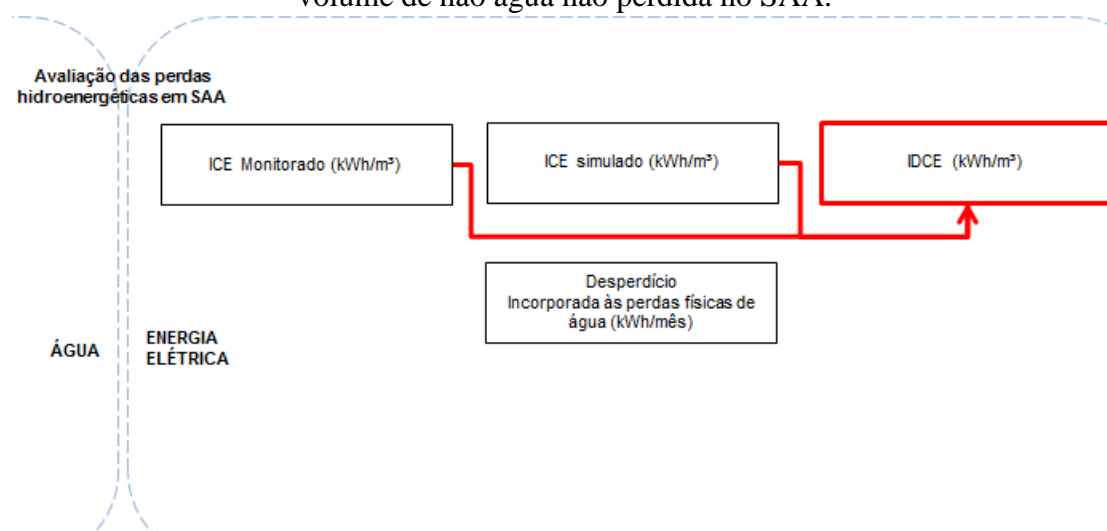 volume de não água não perdida no SAA.
Avaliação das perdas
hidroenergéticas em SAA
ICE Monitorado (kWh/m³)
ICE simulado (kWh/m³)
IDCE (kWh/m³)
Desperdício
Incorporada às perdas físicas de
água (kWh/mês)
ÁGUA
ENERGIA
ELÉTRICA